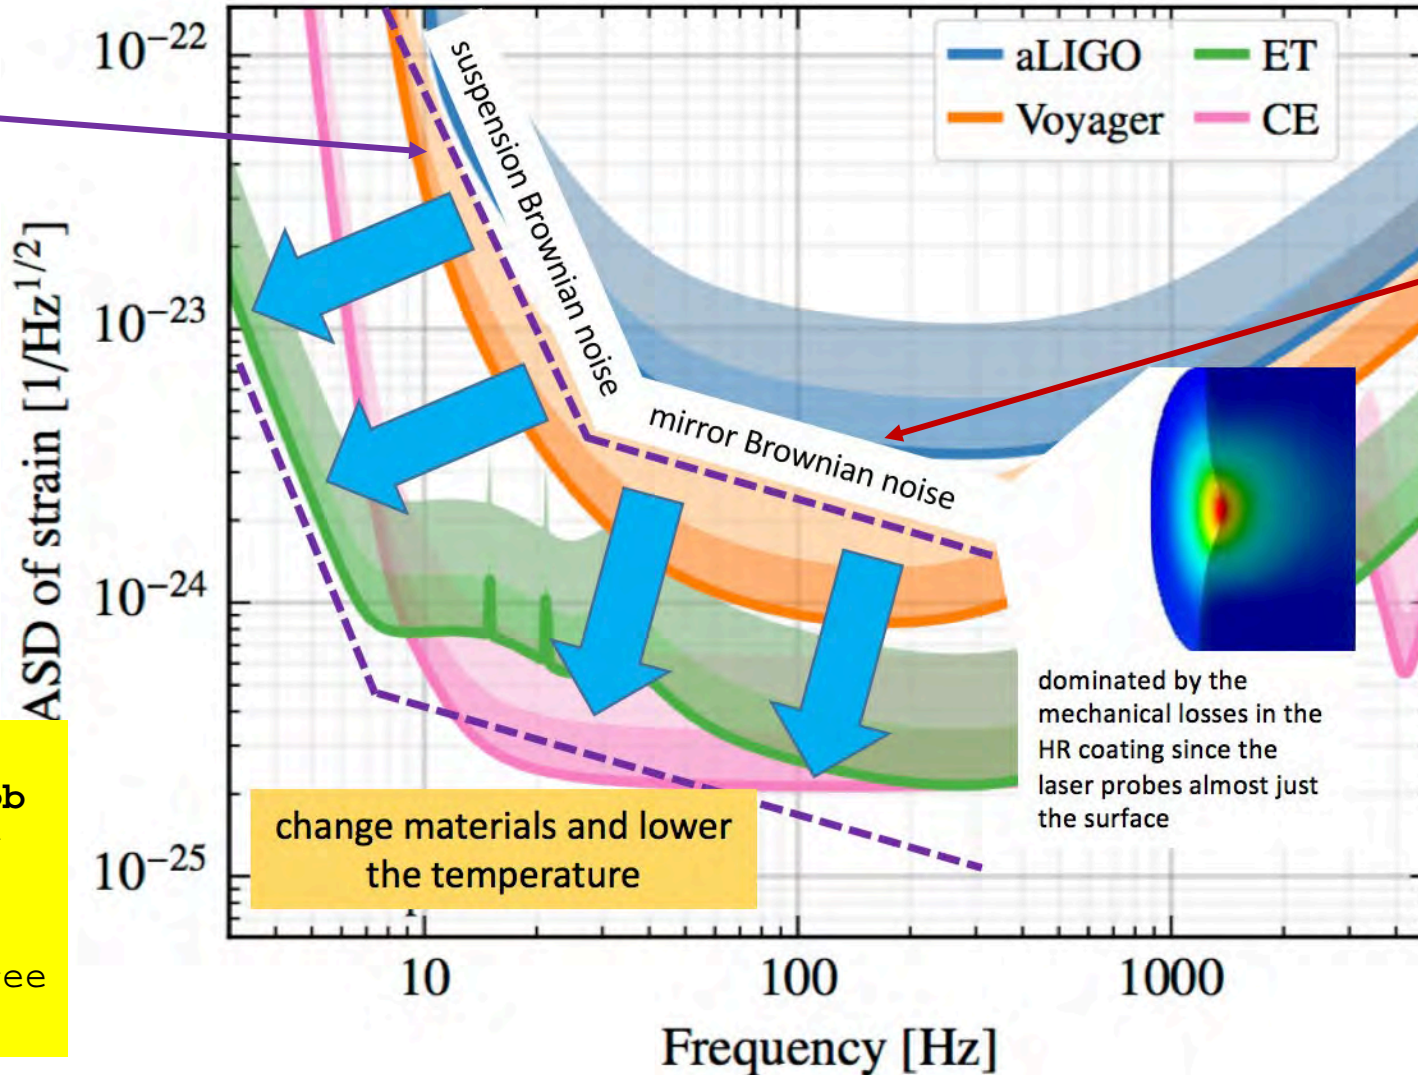 10⁻²²
10⁻²³
10⁻²⁴
10⁻²⁵
ASD of strain [1/Hz^1/2]
aLIGO
ET
Voyager
CE
suspension Brownian noise
mirror Brownian noise
dominated by the
mechanical losses in the
HR coating since the
laser probes almost just
the surface
change materials and lower
the temperature
10
100
1000
Frequency [Hz]